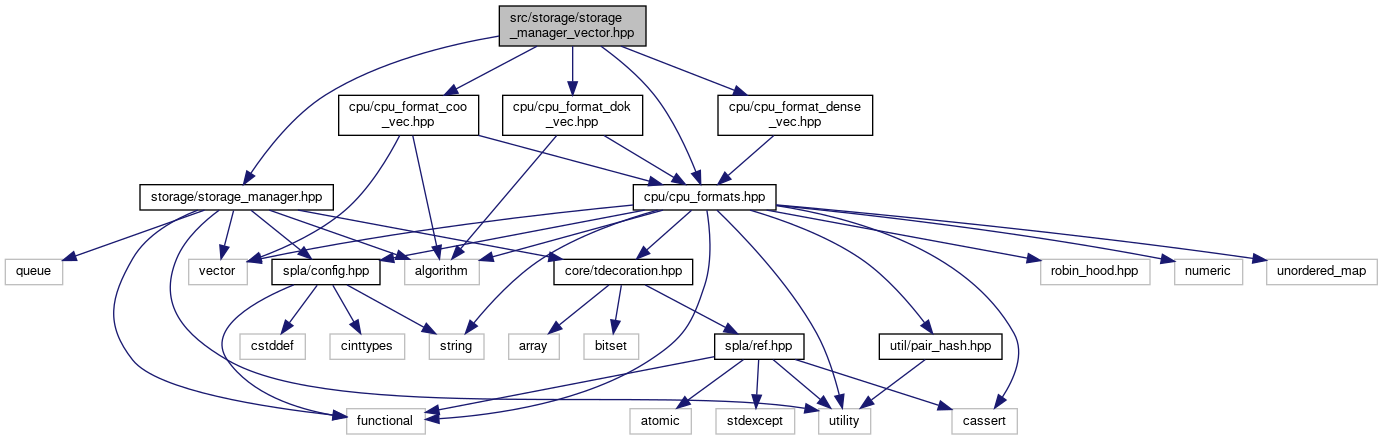 src/storage/storage
_manager_vector.hpp
cpu/cpu_format_coo
_vec.hpp
cpu/cpu_format_dok
_vec.hpp
cpu/cpu_format_dense
_vec.hpp
storage/storage_manager.hpp
cpu/cpu_formats.hpp
queue
vector
spla/config.hpp
algorithm
core/tdecoration.hpp
robin_hood.hpp
numeric
unordered_map
cstddef
cinttypes
string
array
bitset
spla/ref.hpp
util/pair_hash.hpp
functional
atomic
stdexcept
utility
cassert